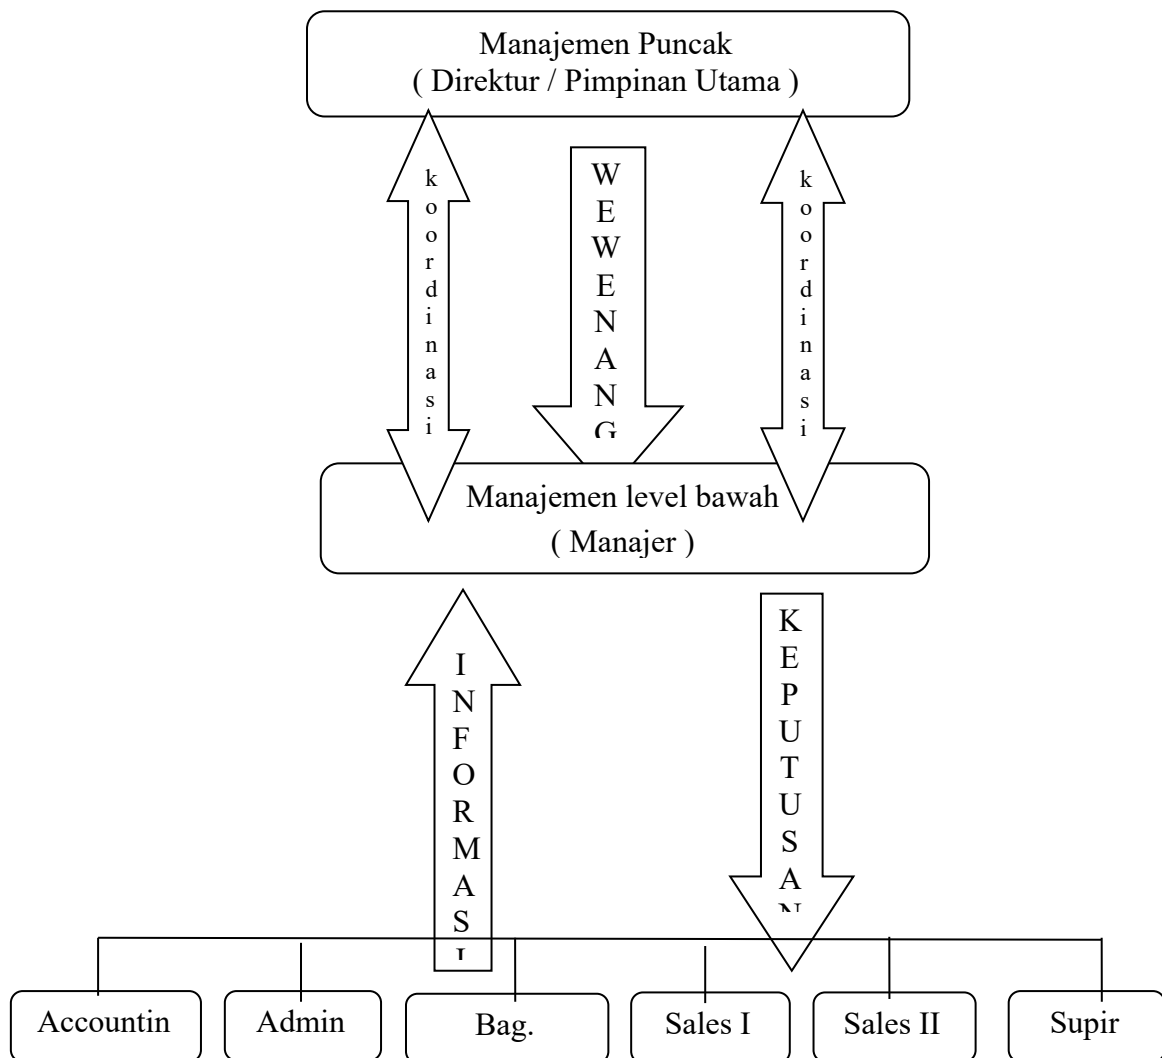 Manajemen Puncak
( Direktur / Pimpinan Utama )
koordinasi
WEWENANG
koordinasi
Manajemen level bawah
( Manajer )
INFORMASI
KEPUTUSAN
Accountin
Admin
Bag.
Sales I
Sales II
Supir